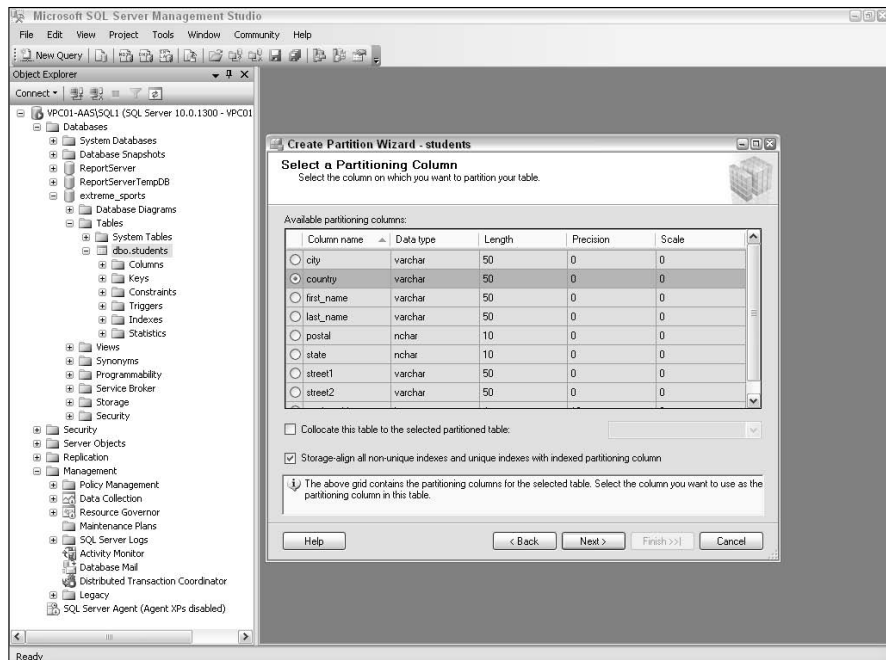 Microsoft SQL Server Management Studio
File Edit View Project Tools Window Community Help
New Query
Object Explorer
Connect
VPC01-AAS\SQL1 (SQL Server 10.0.1300 - VPC01
Databases
System Databases
Database Snapshots
ReportServer
ReportServerTempDB
extreme_sports
Database Diagrams
Tables
System Tables
dbo.students
Columns
Keys
Constraints
Triggers
Indexes
Statistics
Views
Synonyms
Programmability
Service Broker
Storage
Security
Security
Server Objects
Replication
Management
Policy Management
Data Collection
Resource Governor
Maintenance Plans
SQL Server Logs
Activity Monitor
Database Mail
Distributed Transaction Coordinator
Legacy
SQL Server Agent (Agent XPs disabled)
Create Partition Wizard - students
Select a Partitioning Column
Select the column on which you want to partition your table.
Available partitioning columns:
Column name Data type Length Precision Scale
city varchar 50 0 0
country varchar 50 0 0
first_name varchar 50 0 0
last_name varchar 50 0 0
postal nchar 10 0 0
state nchar 10 0 0
street1 varchar 50 0 0
street2 varchar 50 0 0
Collocate this table to the selected partitioned table:
Storage-align all non-unique indexes and unique indexes with indexed partitioning column
The above grid contains the partitioning columns for the selected table. Select the column you want to use as the
partitioning column in this table.
Help < Back Next > Finish >>| Cancel
Ready